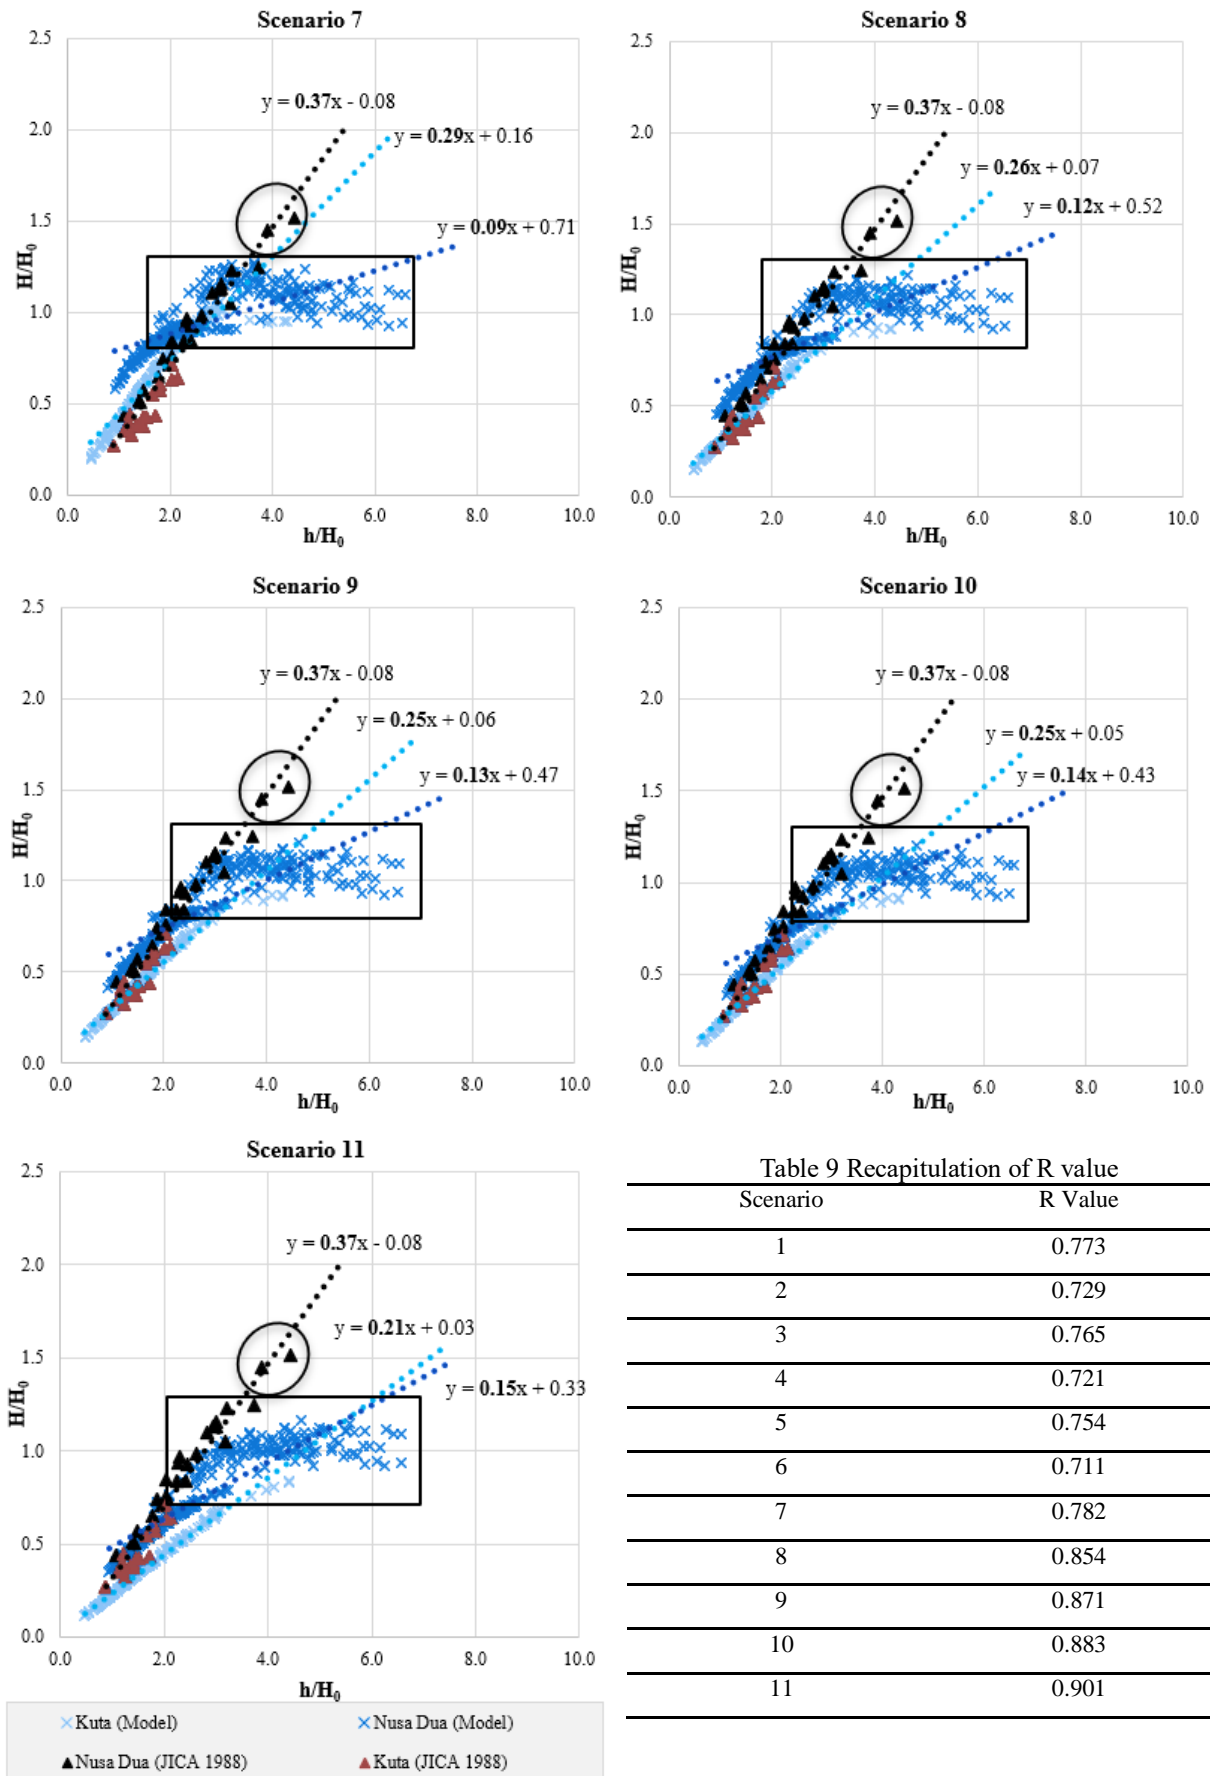 Scenario 7
2.5
2.0
1.5
1.0
0.5
0.0
H/H0
y = 0.37x - 0.08
y = 0.29x + 0.16
y = 0.09x + 0.71
0.0 2.0 4.0 6.0 8.0 10.0
h/H0
Scenario 8
2.5
2.0
1.5
1.0
0.5
0.0
H/H0
y = 0.37x - 0.08
y = 0.26x + 0.07
y = 0.12x + 0.52
0.0 2.0 4.0 6.0 8.0 10.0
h/H0
Scenario 9
2.5
2.0
1.5
1.0
0.5
0.0
H/H0
y = 0.37x - 0.08
y = 0.25x + 0.06
y = 0.13x + 0.47
0.0 2.0 4.0 6.0 8.0 10.0
h/H0
Scenario 10
2.5
2.0
1.5
1.0
0.5
0.0
H/H0
y = 0.37x - 0.08
y = 0.25x + 0.05
y = 0.14x + 0.43
0.0 2.0 4.0 6.0 8.0 10.0
h/H0
Scenario 11
2.5
2.0
1.5
1.0
0.5
0.0
H/H0
y = 0.37x - 0.08
y = 0.21x + 0.03
y = 0.15x + 0.33
0.0 2.0 4.0 6.0 8.0 10.0
h/H0
Kuta (Model) Nusa Dua (Model)
Nusa Dua (JICA 1988) Kuta (JICA 1988)
Table 9 Recapitulation of R value
Scenario R Value
1 0.773
2 0.729
3 0.765
4 0.721
5 0.754
6 0.711
7 0.782
8 0.854
9 0.871
10 0.883
11 0.901